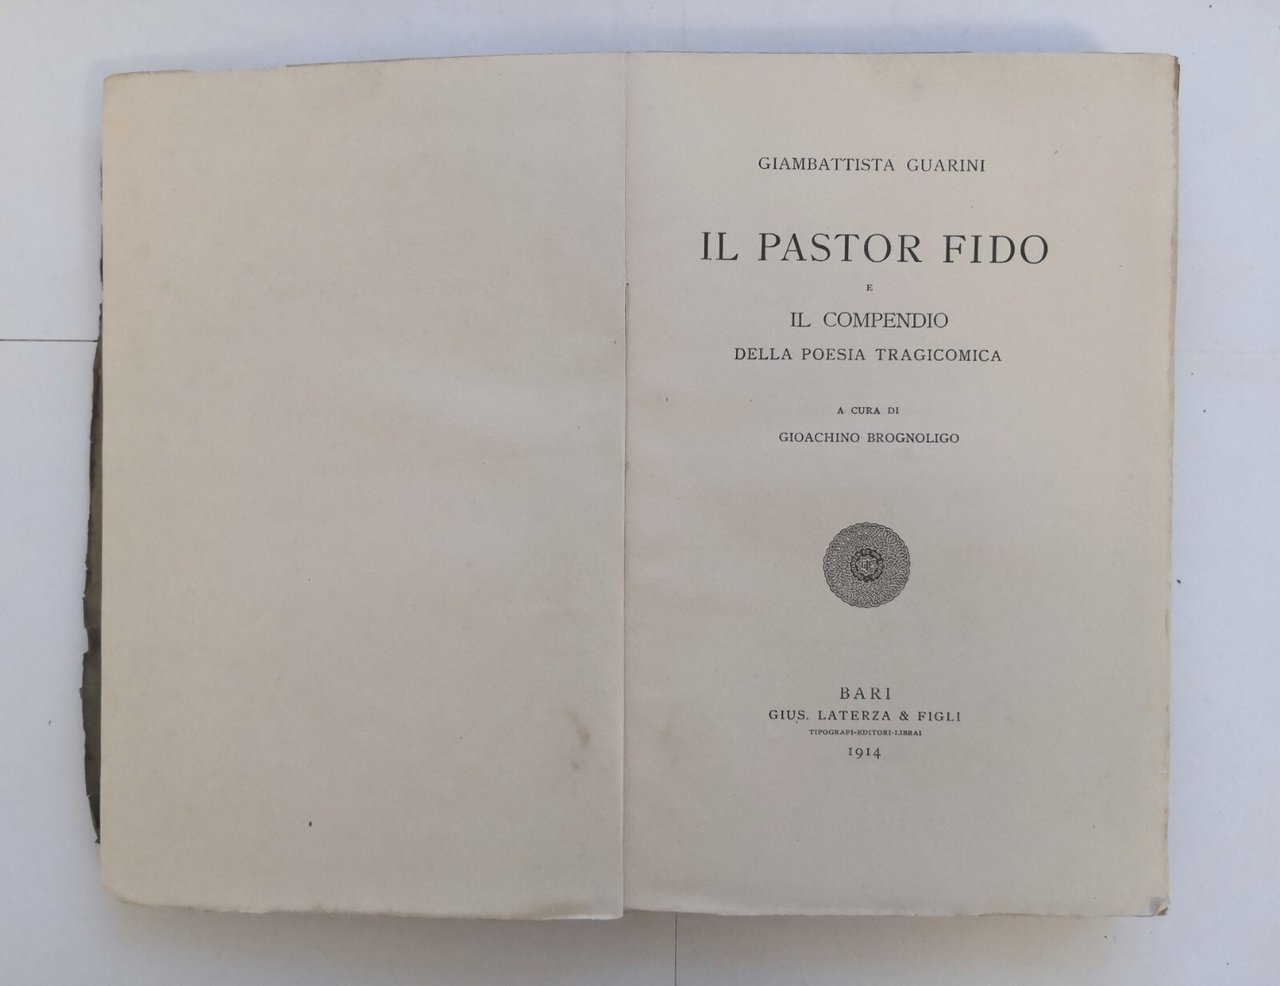 GIAMBATTISTA GUARINI
IL PASTOR FIDO
E
IL COMPENDIO
DELLA POESIA TRAGICOMICA
A CURA DI
GIOACHINO BROGNOLIGO
BARI
GIUS. LATERZA & FIGLI
TIPOGRAFI-EDITORI-LIBRAI
1914